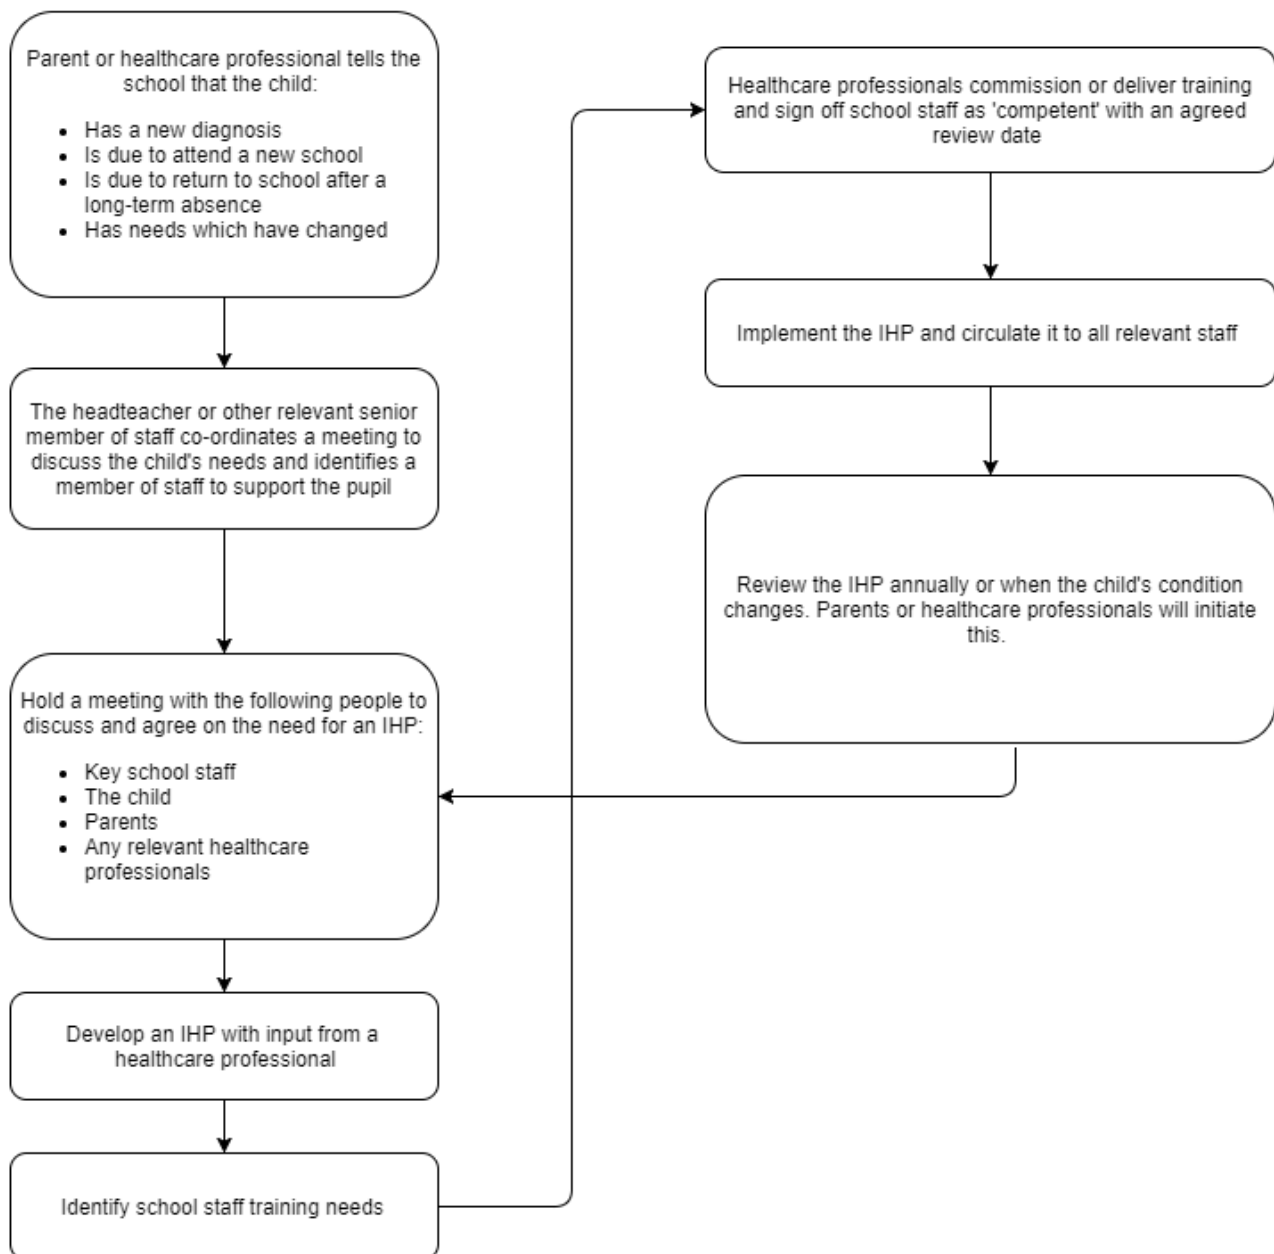 Parent or healthcare professional tells the
school that the child:
Has a new diagnosis
Is due to attend a new school
Is due to return to school after a
long-term absence
Has needs which have changed
The headteacher or other relevant senior
member of staff co-ordinates a meeting to
discuss the child's needs and identifies a
member of staff to support the pupil
Hold a meeting with the following people to
discuss and agree on the need for an IHP:
Key school staff
The child
Parents
Any relevant healthcare
professionals
Develop an IHP with input from a
healthcare professional
Identify school staff training needs
Healthcare professionals commission or deliver training
and sign off school staff as 'competent' with an agreed
review date
Implement the IHP and circulate it to all relevant staff
Review the IHP annually or when the child's condition
changes. Parents or healthcare professionals will initiate
this.